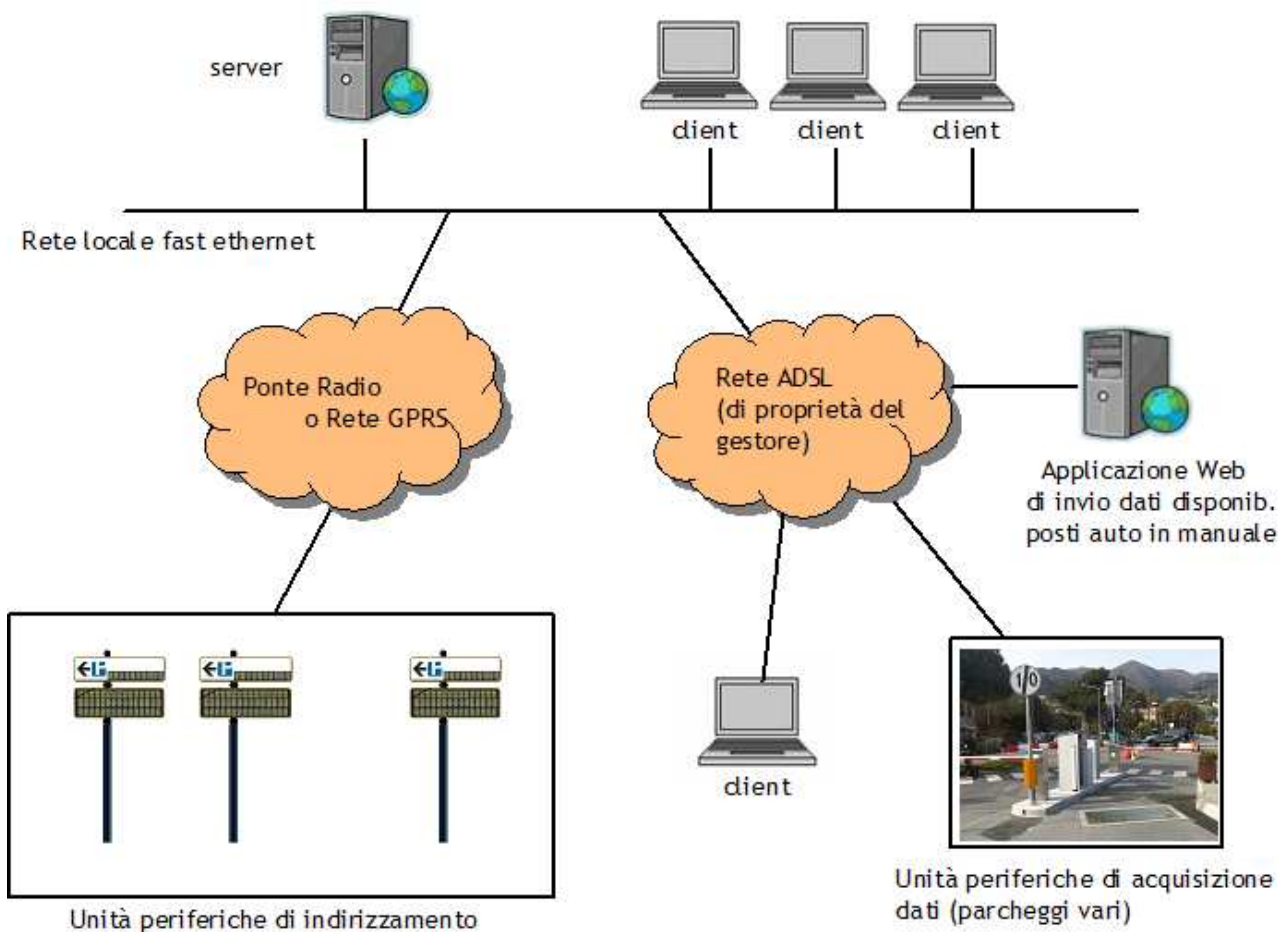 server
client
client
client
Rete locale fast ethernet
Ponte Radio
o Rete GPRS
Rete ADSL
(di proprietà del
gestore)
Applicazione Web
di invio dati disponib.
posti auto in manuale
client
10
Unità periferiche di acquisizione
dati (parcheggi vari)
Unità periferiche di indirizzamento